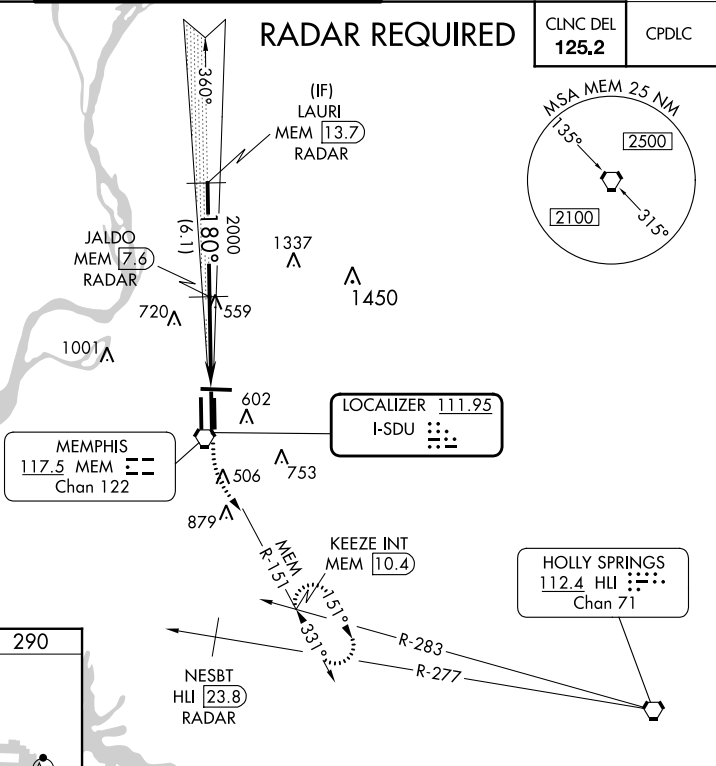 RADAR REQUIRED
CLNC DEL
125.2
CPDLC
MSA MEM 25 NM
135°
2500
2100
315°
360°
(IF)
LAURI
MEM 13.7
RADAR
2000
180°
(6.1)
JALDO
MEM 7.6
RADAR
1337
1450
720
559
1001
602
LOCALIZER 111.95
I-SDU
MEMPHIS
117.5 MEM
Chan 122
506
753
879
MEM
R-151
KEEZE INT
MEM 10.4
151°
331°
HOLLY SPRINGS
112.4 HLI
Chan 71
R-283
R-277
290
NESBT
HLI 23.8
RADAR